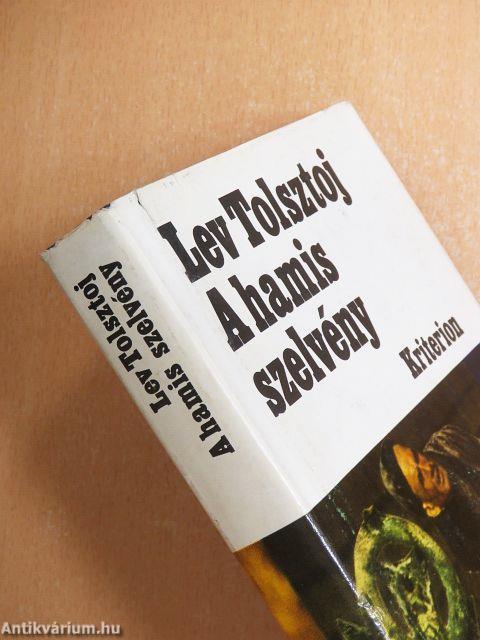 Lev Tolsztoj
A hamis
szelvény
Kriterion
Lev Tolsztoj
A hamis szelvény
Antikvárium.hu